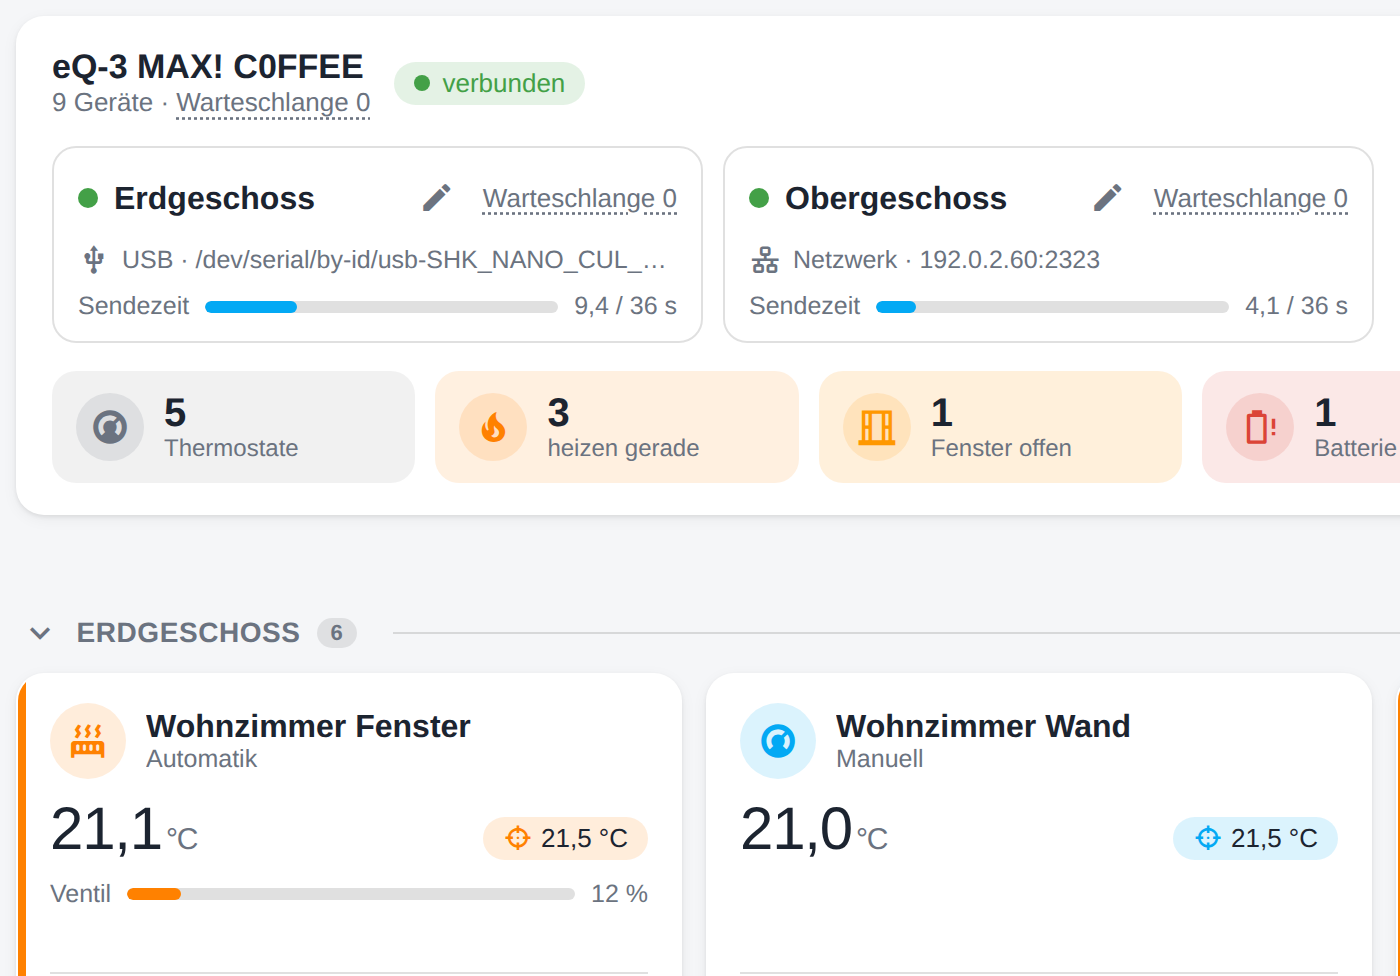 eQ-3 MAX! C0FFEE
9 Geräte · Warteschlange 0
verbunden
Erdgeschoss
Warteschlange 0
USB · /dev/serial/by-id/usb-SHK_NANO_CUL_…
Sendezeit
9,4 / 36 s
Obergeschoss
Warteschlange 0
Netzwerk · 192.0.2.60:2323
Sendezeit
4,1 / 36 s
5
Thermostate
3
heizen gerade
1
Fenster offen
1
Batterie
ERDGESCHOSS 6
Wohnzimmer Fenster
Automatik
21,1 °C
21,5 °C
Ventil
12 %
Wohnzimmer Wand
Manuell
21,0 °C
21,5 °C